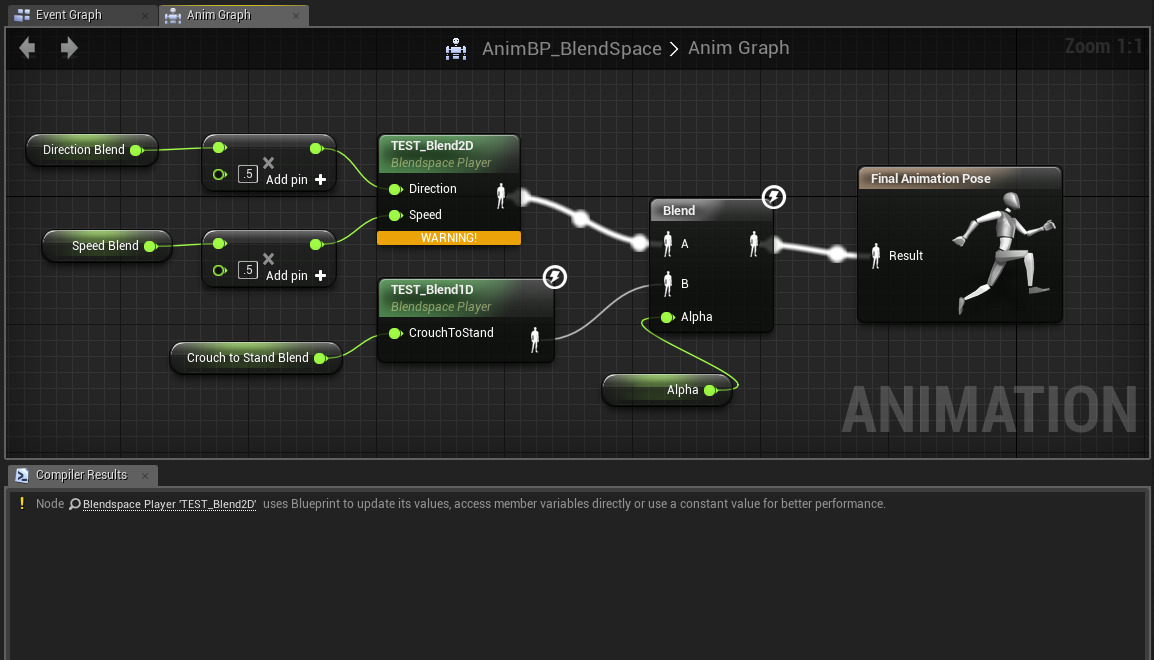 Event Graph
Anim Graph
AnimBP_BlendSpace > Anim Graph
Zoom 1:1
Direction Blend
.5
Add pin
Speed Blend
.5
Add pin
TEST_Blend2D
Blendspace Player
Direction
Speed
WARNING!
TEST_Blend1D
Blendspace Player
CrouchToStand
Crouch to Stand Blend
Blend
A
B
Alpha
Alpha
Final Animation Pose
Result
ANIMATION
Compiler Results
! Node Blendspace Player 'TEST_Blend2D' uses Blueprint to update its values, access member variables directly or use a constant value for better performance.